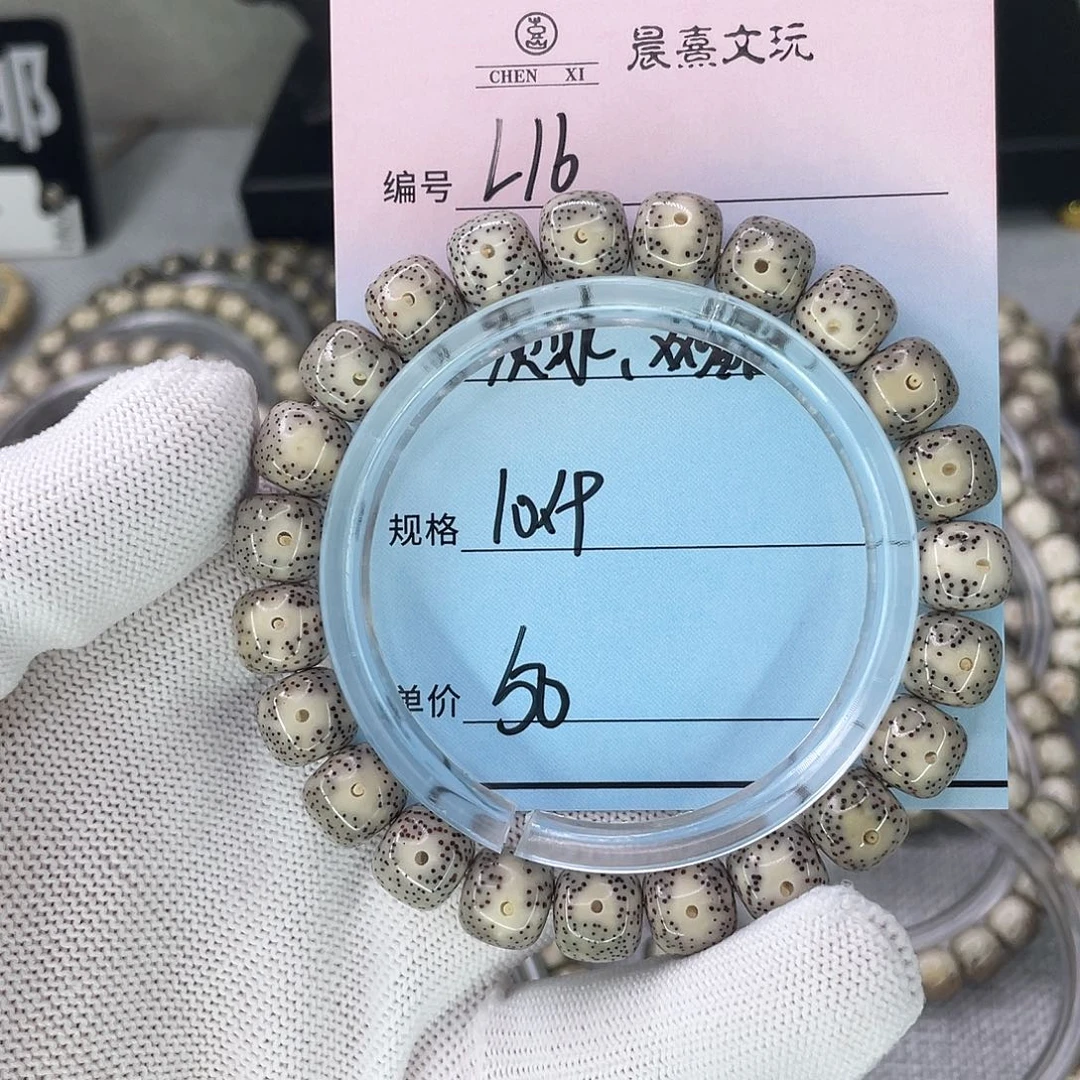 CHEN XI 晨熹文玩
编号 L16
规格 10x9
单价 50